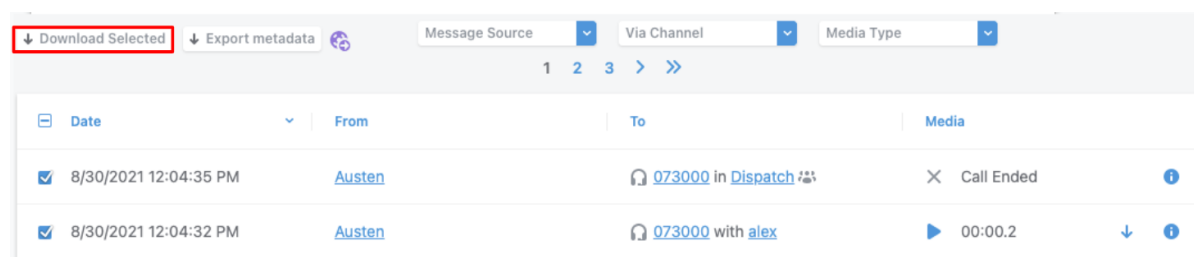 Download Selected Export metadata Message Source Via Channel Media Type
1 2 3
Date From To Media
8/30/2021 12:04:35 PM Austen 073000 in Dispatch Call Ended
8/30/2021 12:04:32 PM Austen 073000 with alex 00:00.2